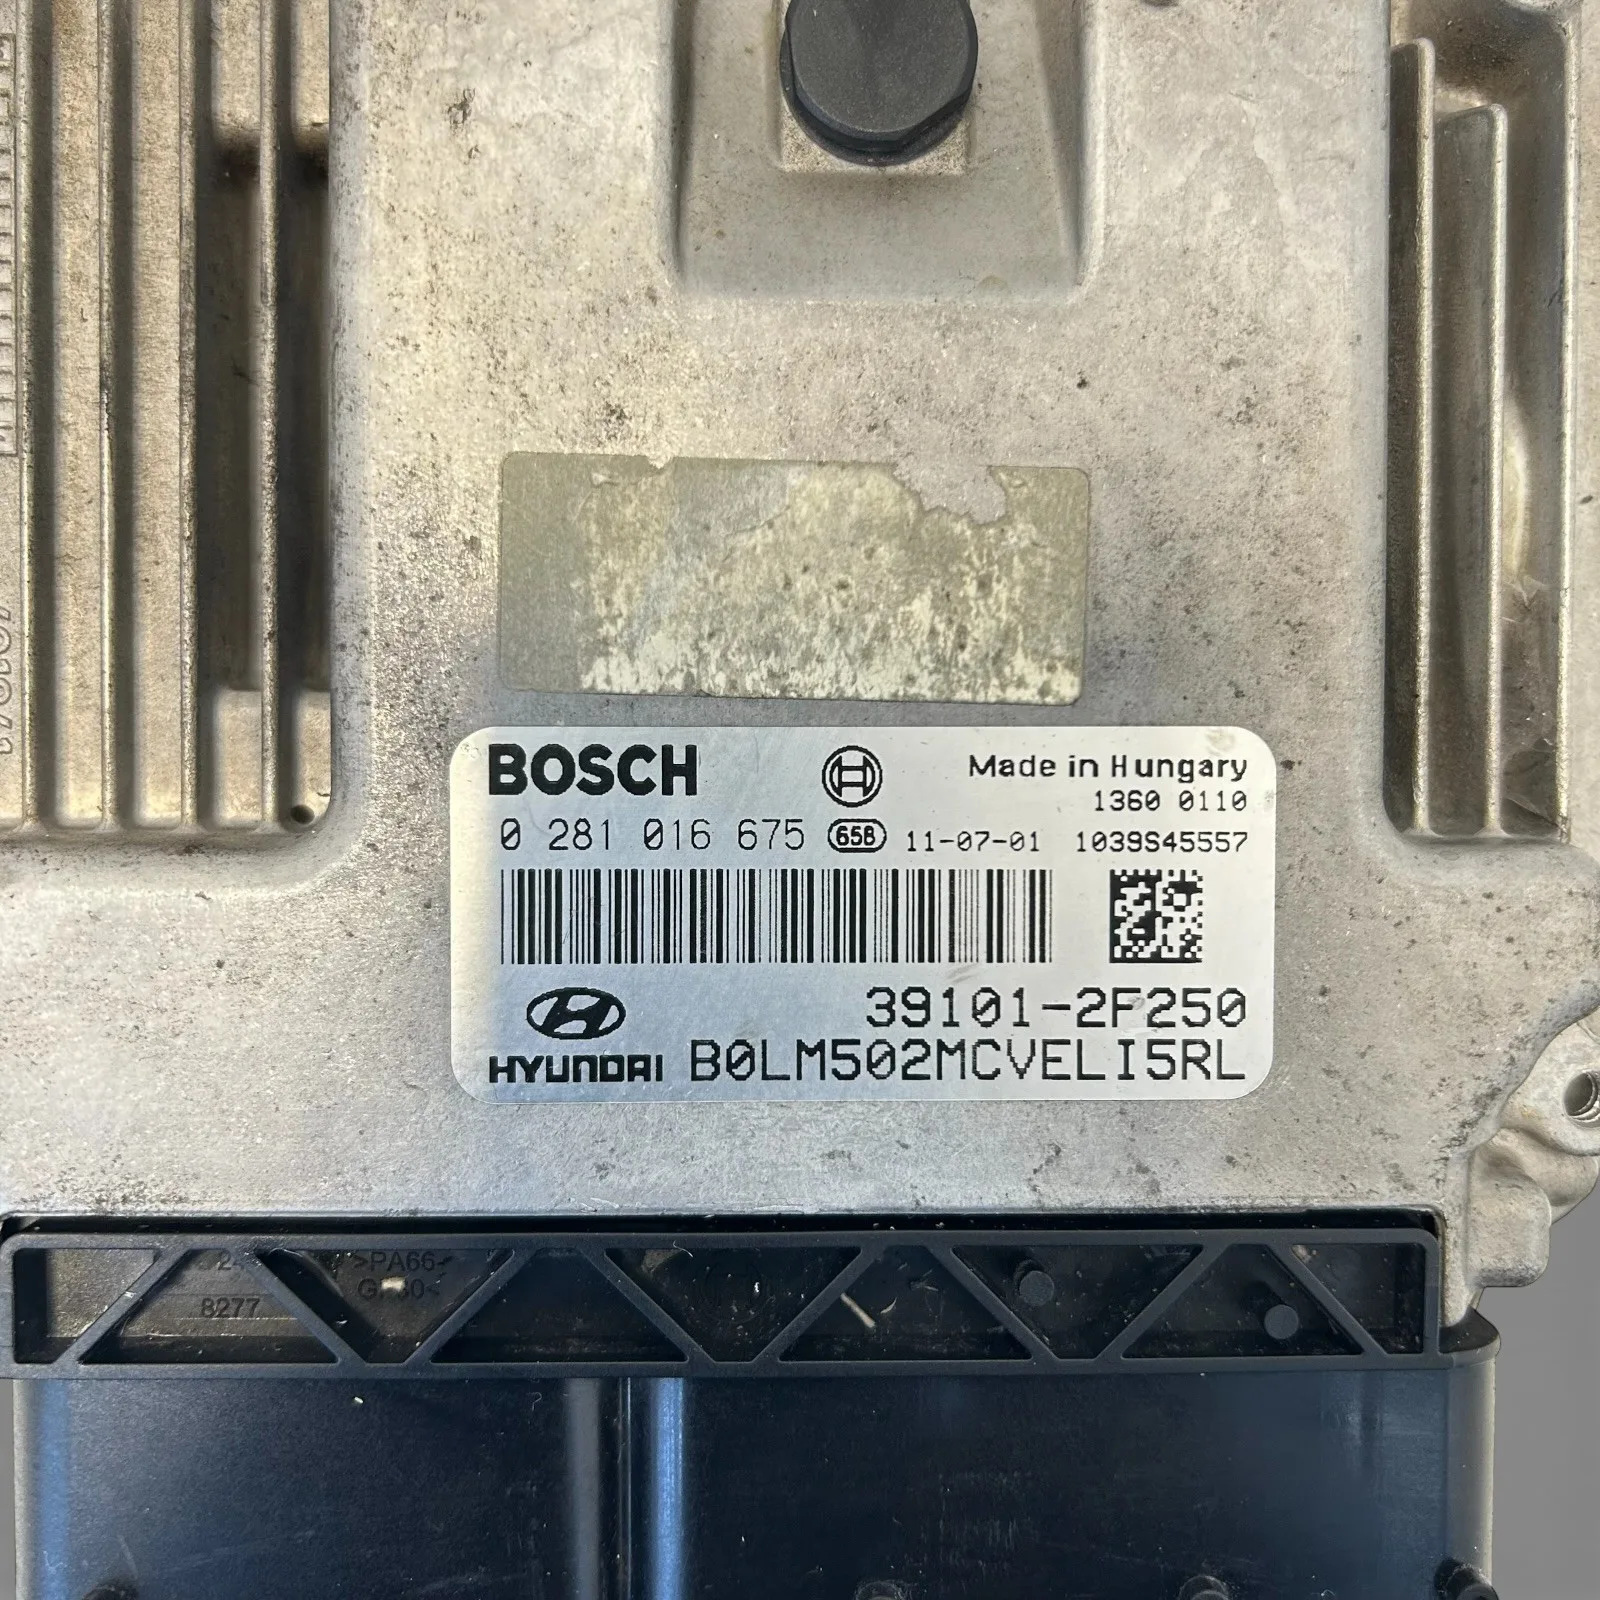 BOSCH
Made in Hungary
1360 0110
0 281 016 675 65B 11-07-01 1039S45557
39101-2F250
HYUNDAI B0LM502MCVELI5RL
>PA66-
8277